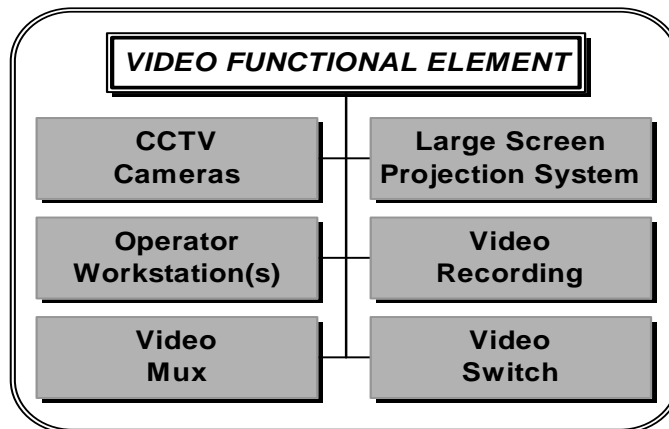 VIDEO FUNCTIONAL ELEMENT
CCTV
Cameras
Large Screen
Projection System
Operator
Workstation(s)
Video
Recording
Video
Mux
Video
Switch